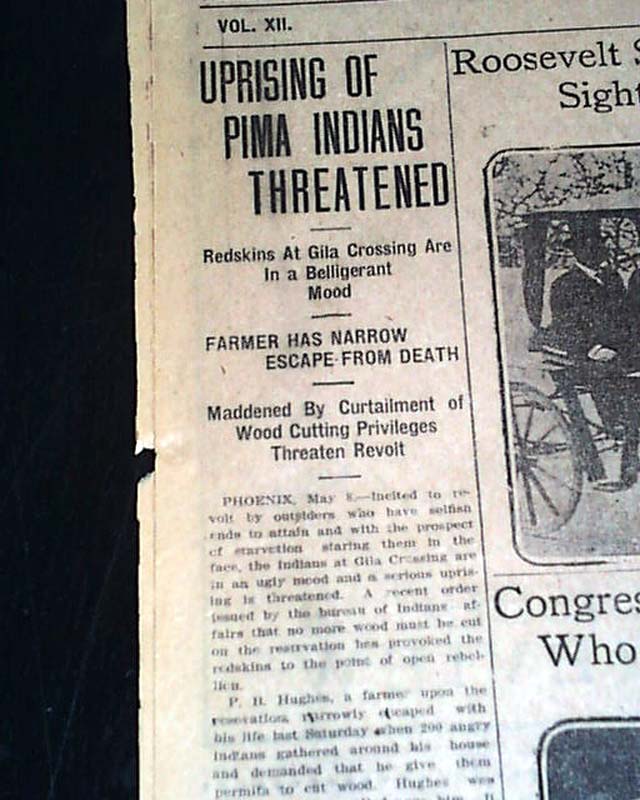 VOL. XII.
UPRISING OF
PIMA INDIANS
THREATENED
Redskins At Gila Crossing Are
In a Belligerant
Mood
FARMER HAS NARROW
ESCAPE FROM DEATH
Maddened By Curtailment of
Wood Cutting Privileges
Threaten Revolt
PHOENIX, May 8.—Incited to re-
volt by outsiders who have selfish
ends to attain and with the prospect
of starvation staring them in the
face, the Indians at Gila Crossing are
in an ugly mood and a serious upris-
ing is threatened. A recent order
issued by the bureau of Indians af-
fairs that no more wood must be cut
on the reservation has provoked the
redskins to the point of open rebel-
lion.
P. H. Hughes, a farmer upon the
reservation, narrowly escaped with
his life last Saturday when 200 angry
Indians gathered around his house
and demanded that he give them
permits to cut wood. Hughes was
Roosevelt
Sight
Congres
Who